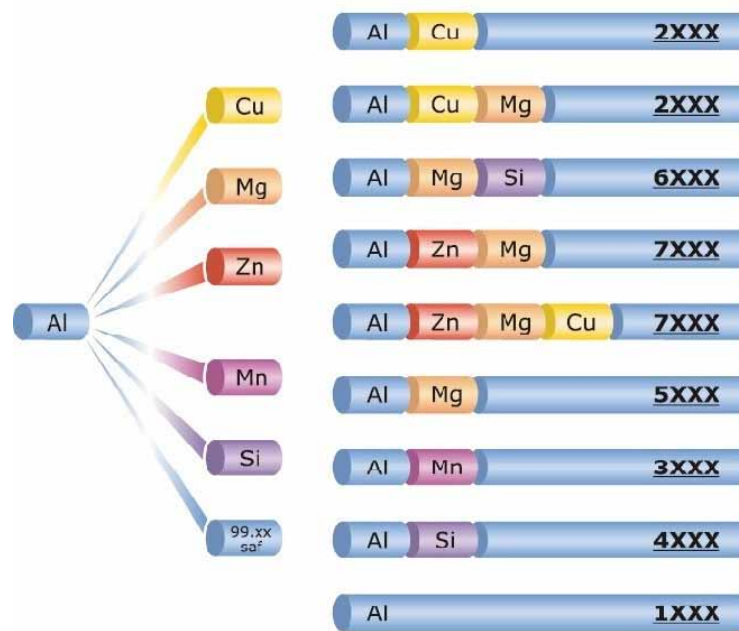 Al
Cu
Mg
Zn
Mn
Si
99.xx
saf
Al Cu 2XXX
Al Cu Mg 2XXX
Al Mg Si 6XXX
Al Zn Mg 7XXX
Al Zn Mg Cu 7XXX
Al Mg 5XXX
Al Mn 3XXX
Al Si 4XXX
Al 1XXX